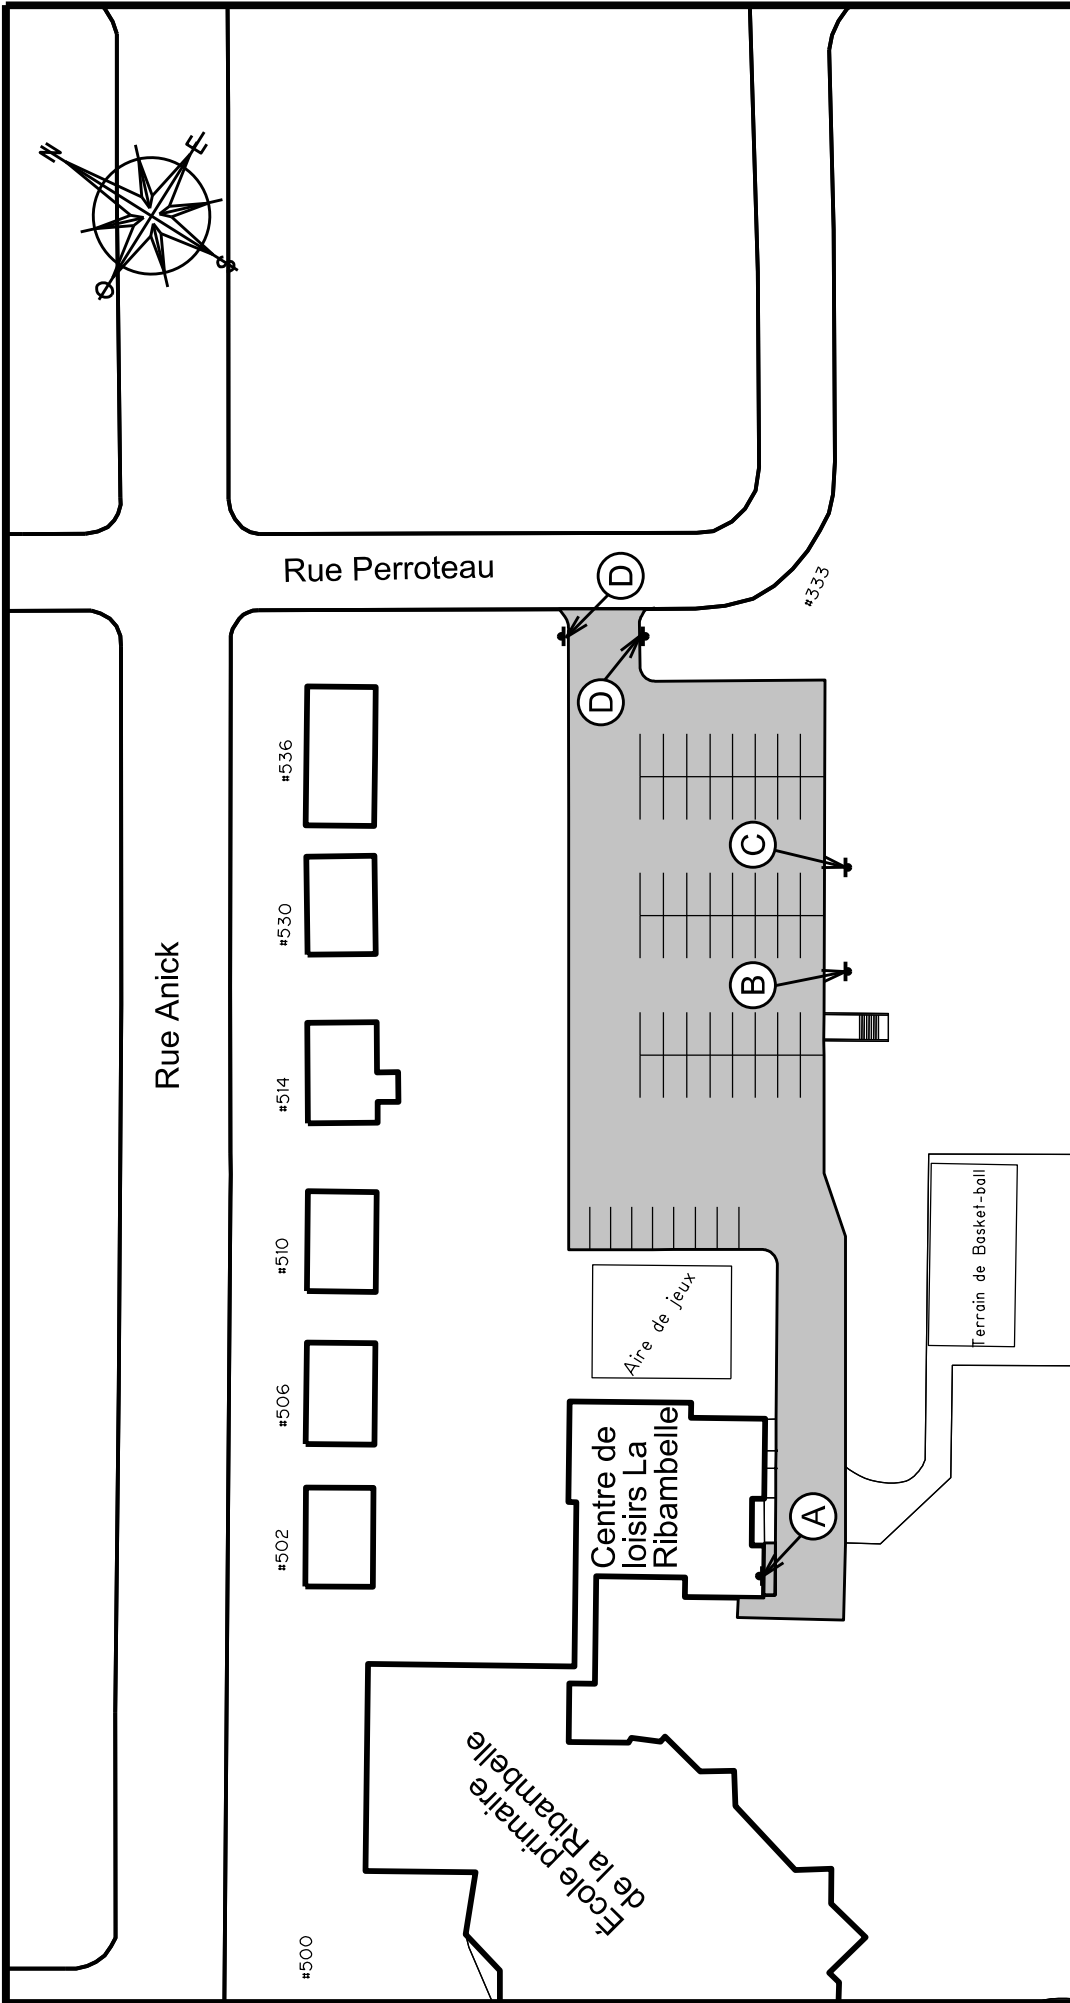 N
E
S
O
Rue Perroteau
#333
D
D
#536
#530
Rue Anick
#514
#510
#506
#502
#500
C
B
A
Aire de jeux
Terrain de Basket-ball
Centre de
loisirs La
Ribambelle
École primaire
de la Ribambelle